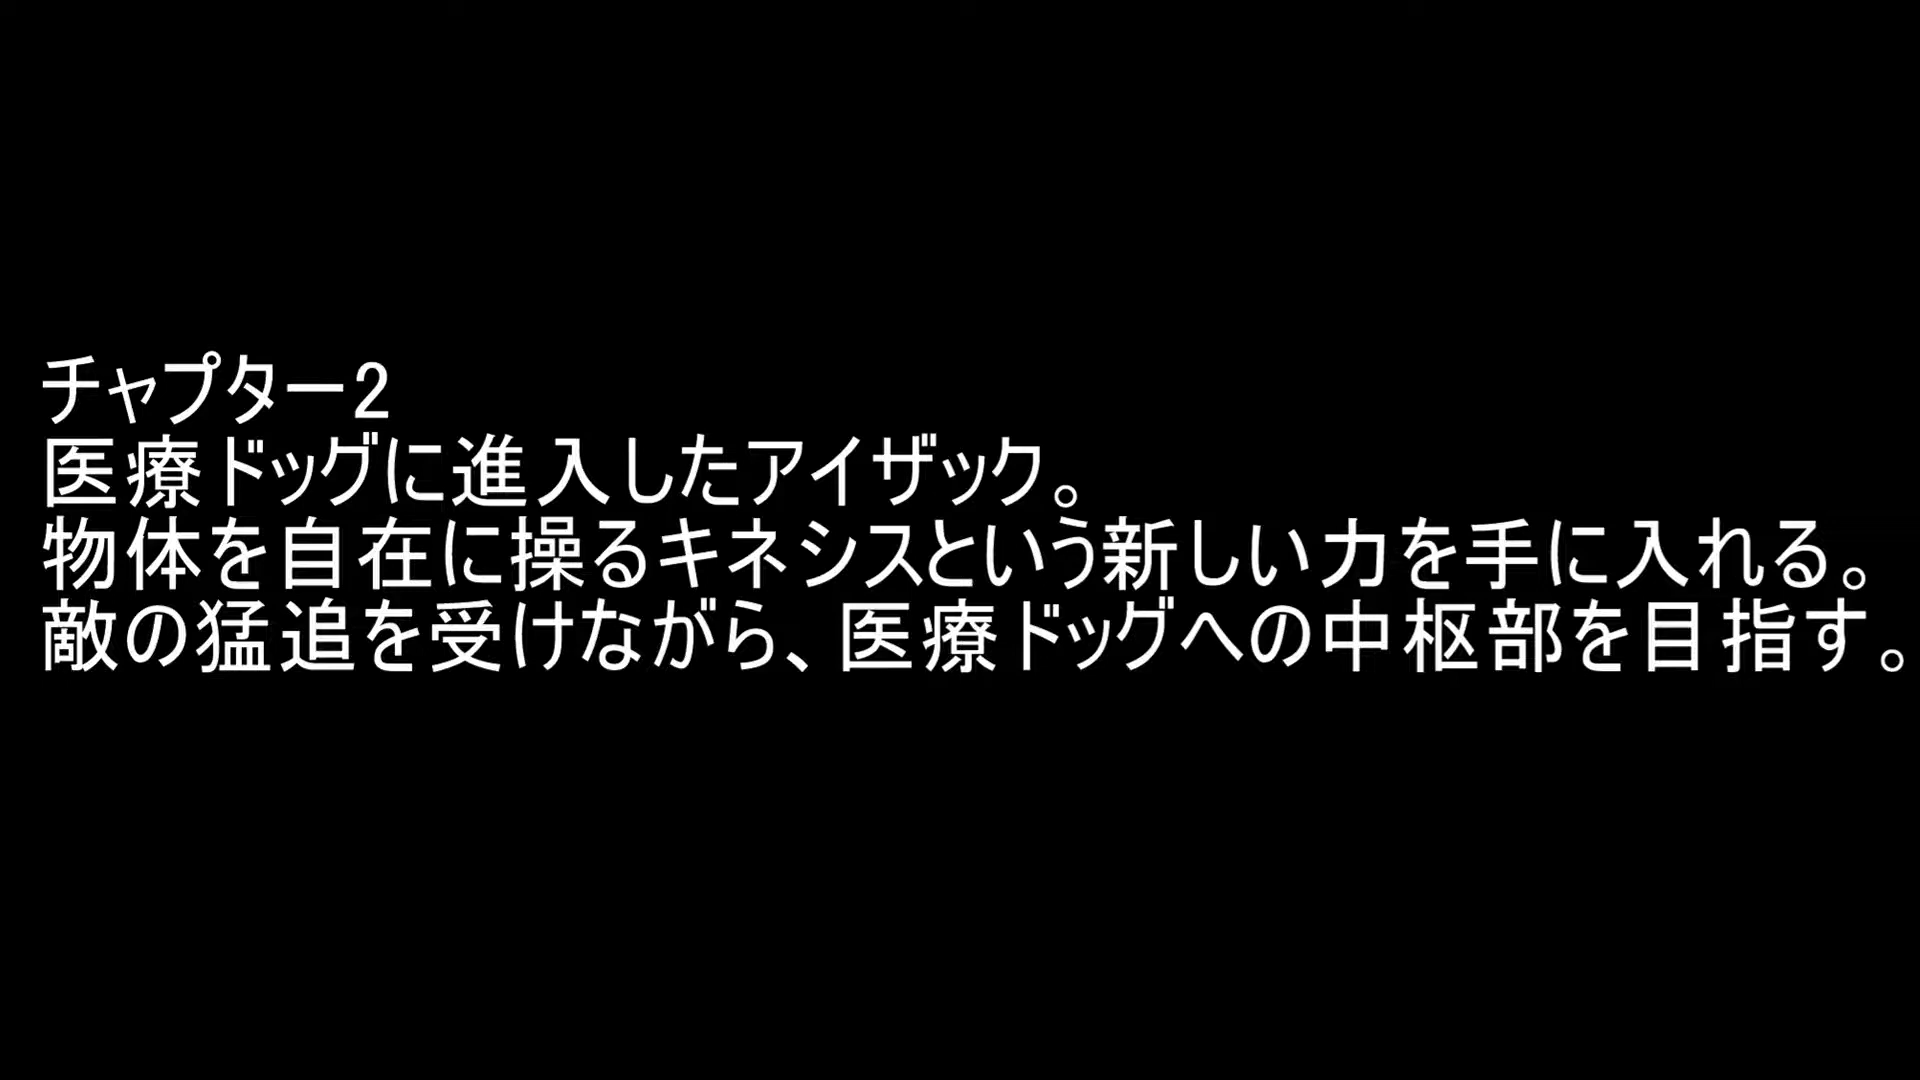 チャプター2
医療ドッグに進入したアイザック。
物体を自在に操るキネシスという新しい力を手に入れる。
敵の猛追を受けながら、医療ドッグへの中枢部を目指す。